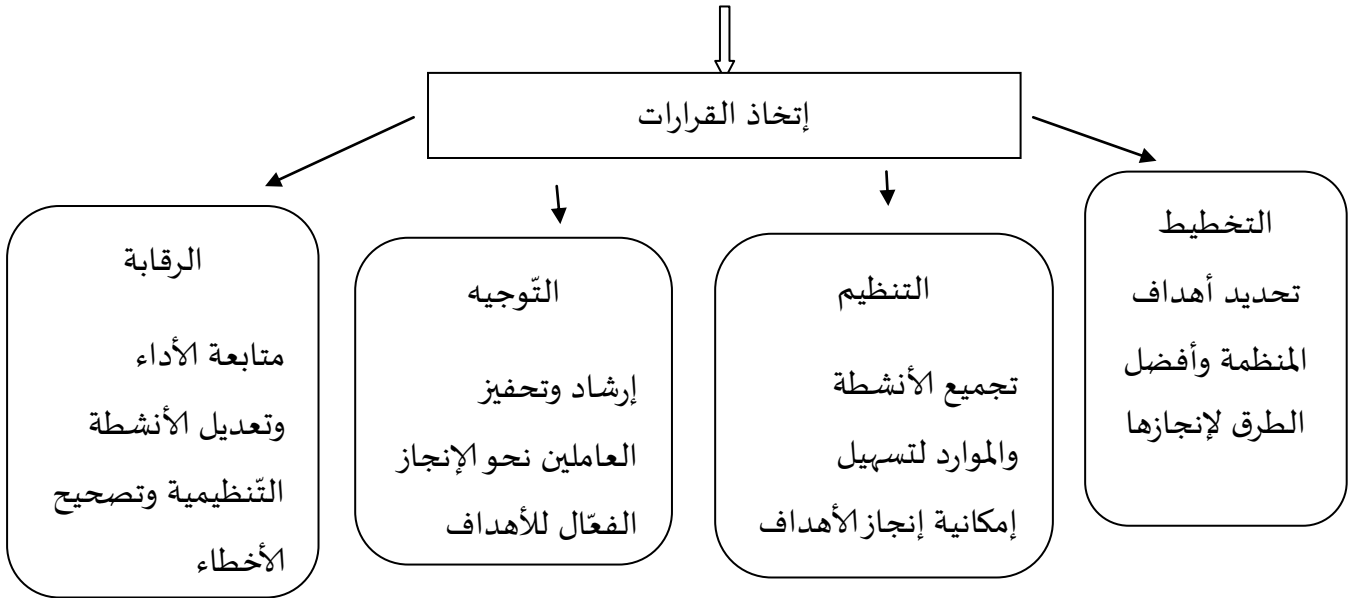 إتخاذ القرارات
التخطيط
تحديد أهداف
المنظمة وأفضل
الطرق لإنجازها
التنظيم
تجميع الأنشطة
والموارد لتسهيل
إمكانية إنجاز الأهداف
التّوجيه
إرشاد وتحفيز
العاملين نحو الإنجاز
الفعّال للأهداف
الرقابة
متابعة الأداء
وتعديل الأنشطة
التّنظيمية وتصحيح
الأخطاء